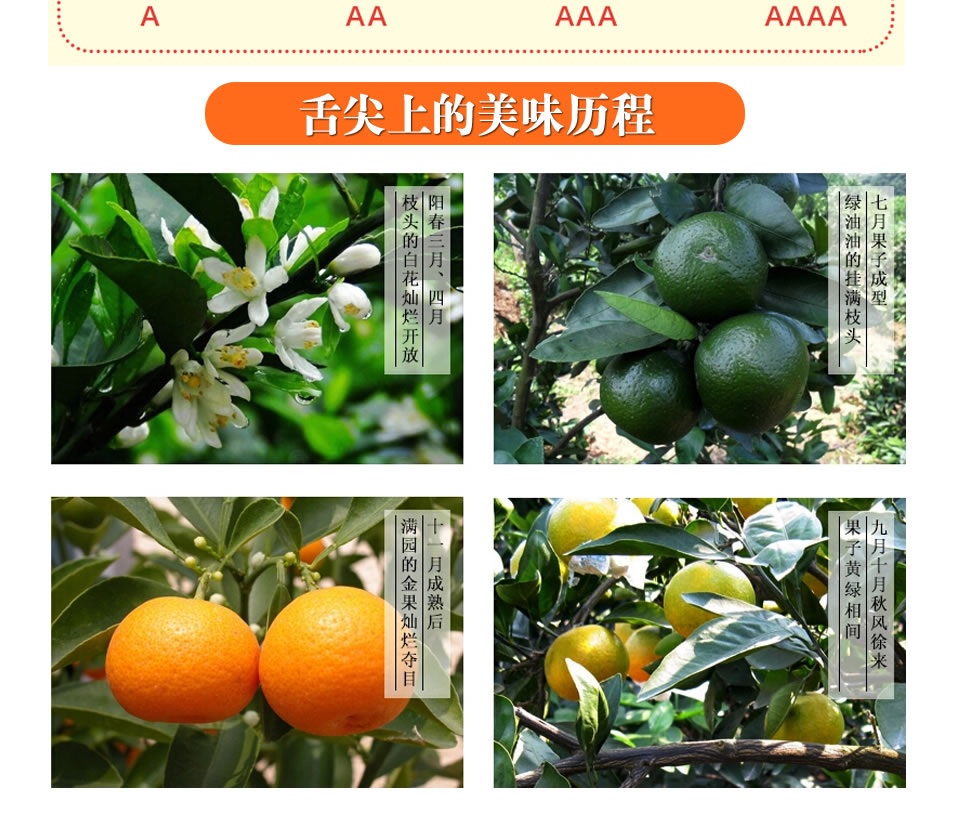 A AA AAA AAAA
舌尖上的美味历程
阳春三月、四月
枝头的白花灿烂开放
七月果子成型
绿油油的挂满枝头
十一月成熟后
满园的金果灿烂夺目
九月十月秋风徐来
果子黄绿相间